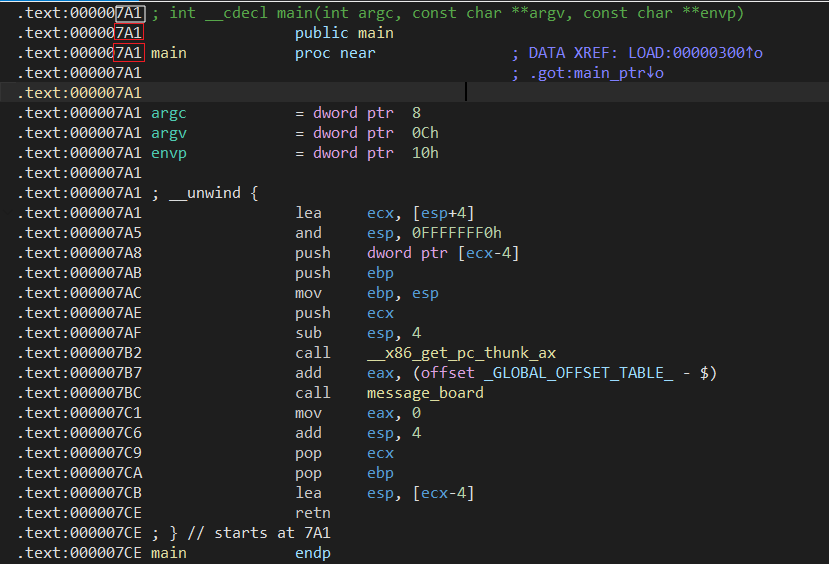 .text:000007A1 ; int __cdecl main(int argc, const char **argv, const char **envp)
.text:000007A1 public main
.text:000007A1 main proc near ; DATA XREF: LOAD:00000300↑o
.text:000007A1 ; .got:main_ptr↓o
.text:000007A1
.text:000007A1 argc = dword ptr 8
.text:000007A1 argv = dword ptr 0Ch
.text:000007A1 envp = dword ptr 10h
.text:000007A1
.text:000007A1 ; __unwind {
.text:000007A1 lea ecx, [esp+4]
.text:000007A5 and esp, 0FFFFFFF0h
.text:000007A8 push dword ptr [ecx-4]
.text:000007AB push ebp
.text:000007AC mov ebp, esp
.text:000007AE push ecx
.text:000007AF sub esp, 4
.text:000007B2 call __x86_get_pc_thunk_ax
.text:000007B7 add eax, (offset _GLOBAL_OFFSET_TABLE_ - $)
.text:000007BC call message_board
.text:000007C1 mov eax, 0
.text:000007C6 add esp, 4
.text:000007C9 pop ecx
.text:000007CA pop ebp
.text:000007CB lea esp, [ecx-4]
.text:000007CE retn
.text:000007CE ; } // starts at 7A1
.text:000007CE main endp